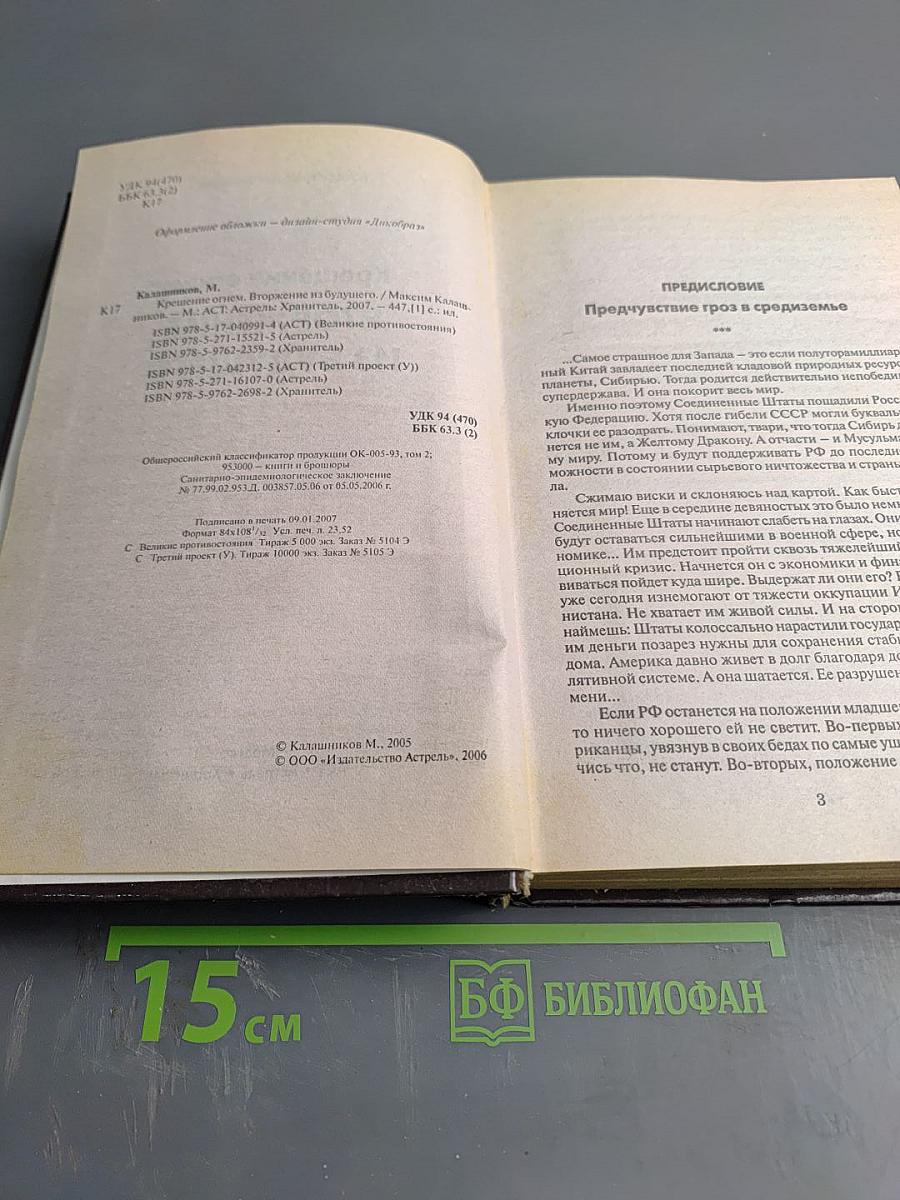 УДК 94(470)
ББК 63.3(2)
К17
Оформление обложки — дизайн-студия «Дикобраз»
Калашников, М.
К17 Крещение огнем. Вторжение из будущего. / Максим Калаш-
ников. — М.: АСТ: Астрель: Хранитель, 2007. — 447,[1] с.: ил.
ISBN 978-5-17-040991-4 (АСТ) (Великие противостояния)
ISBN 978-5-271-15521-5 (Астрель)
ISBN 978-5-9762-2359-2 (Хранитель)
ISBN 978-5-17-042312-5 (АСТ) (Третий проект (У))
ISBN 978-5-271-16107-0 (Астрель)
ISBN 978-5-9762-2698-2 (Хранитель)
УДК 94 (470)
ББК 63.3 (2)
Общероссийский классификатор продукции ОК-005-93, том 2;
953000 — книги и брошюры
Санитарно-эпидемиологическое заключение
№ 77.99.02.953.Д. 003857.05.06 от 05.05.2006 г.
Подписано в печать 09.01.2007
Формат 84х108¹/₃₂ Усл. печ. л. 23,52
С Великие противостояния Тираж 5 000 экз. Заказ № 5104 Э
С Третий проект (У). Тираж 10000 экз. Заказ № 5105 Э
© Калашников М., 2005
© ООО «Издательство Астрель», 2006
ПРЕДИСЛОВИЕ
Предчувствие гроз в средиземье
***
...Самое страшное для Запада — это если полуторамиллиар
ный Китай завладеет последней кладовой природных ресур
планеты, Сибирью. Тогда родится действительно непобеди
супердержава. И она покорит весь мир.
Именно поэтому Соединенные Штаты пощадили Росс
кую Федерацию. Хотя после гибели СССР могли букваль
клочки ее разодрать. Понимают, твари, что тогда Сибирь д
нется не им, а Желтому Дракону. А отчасти — и Мусульма
му миру. Потому и будут поддерживать РФ до последне
можности в состоянии сырьевого ничтожества и стран
ла.
Сжимаю виски и склоняюсь над картой. Как быст
няется мир! Еще в середине девяностых это было нем
Соединенные Штаты начинают слабеть на глазах. Они
будут оставаться сильнейшими в военной сфере, но
номике... Им предстоит пройти сквозь тяжелейший
ционный кризис. Начнется он с экономики и фин
виваться пойдет куда шире. Выдержат ли они его?
уже сегодня изнемогают от тяжести оккупации И
нистана. Не хватает им живой силы. И на сторо
наймешь: Штаты колоссально нарастили государ
им деньги позарез нужны для сохранения стаби
дома. Америка давно живет в долг благодаря до
лятивной системе. А она шатается. Ее разрушен
мени...
Если РФ останется на положении младше
то ничего хорошего ей не светит. Во-первых
риканцы, увязнув в своих бедах по самые уш
чись что, не станут. Во-вторых, положение
3
15 см
БФ БИБЛИОФАН